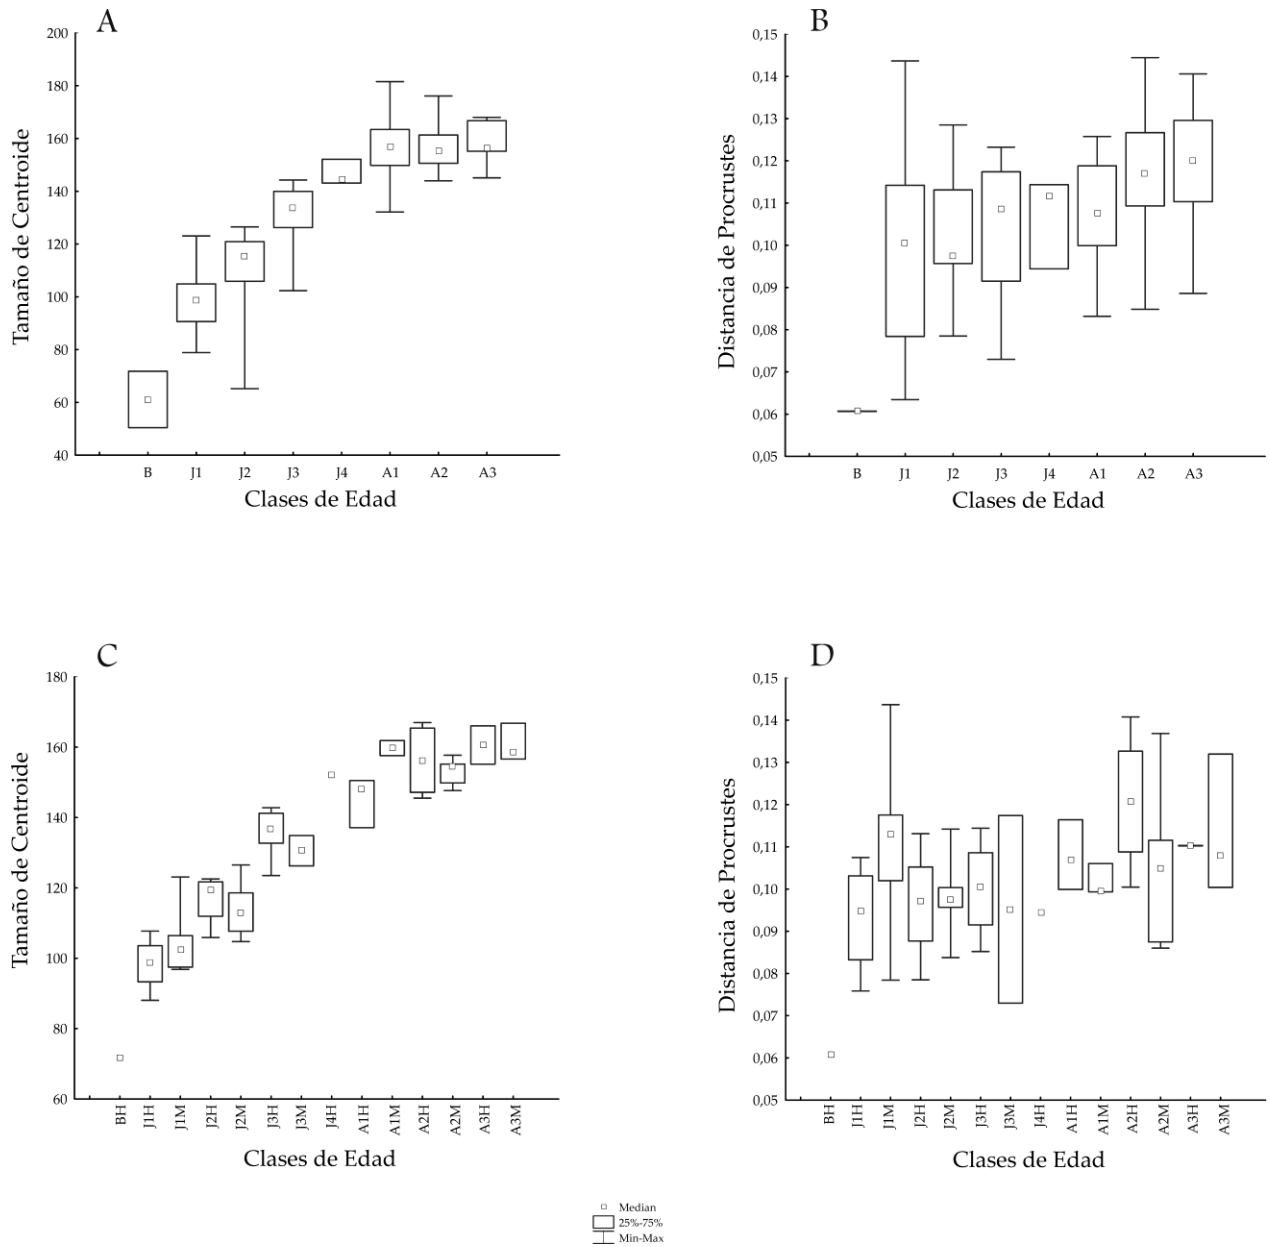 A
200
180
160
140
120
100
80
60
40
Tamaño de Centroide
B J1 J2 J3 J4 A1 A2 A3
Clases de Edad
B
0,15
0,14
0,13
0,12
0,11
0,10
0,09
0,08
0,07
0,06
0,05
Distancia de Procrustes
B J1 J2 J3 J4 A1 A2 A3
Clases de Edad
C
180
160
140
120
100
80
60
Tamaño de Centroide
BH J1H J1M J2H J2M J3H J3M J4H A1H A1M A2H A2M A3H A3M
Clases de Edad
D
0,15
0,14
0,13
0,12
0,11
0,10
0,09
0,08
0,07
0,06
0,05
Distancia de Procrustes
BH J1H J1M J2H J2M J3H J3M J4H A1H A1M A2H A2M A3H A3M
Clases de Edad
Median
25%-75%
Min-Max